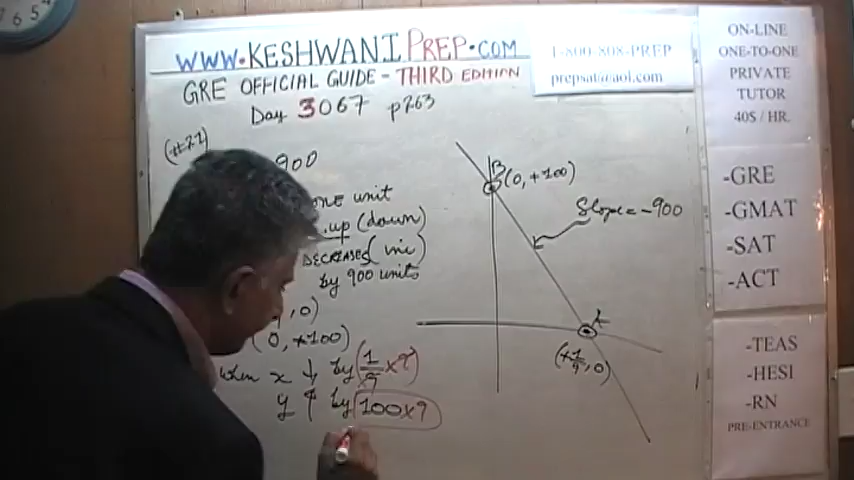 65
WWW.KESHWANIPREP.COM
GRE OFFICIAL GUIDE - THIRD EDITION
Day 3067 p263
1-800-808-PREP
prepsat@aol.com
ON-LINE
ONE-TO-ONE
PRIVATE
TUTOR
40$ / HR.
-GRE
-GMAT
-SAT
-ACT
-TEAS
-HESI
-RN
PRE-ENTRANCE
900
one unit
up (down)
DECREASES
by 900 units
, 0)
(0, +100)
when x ↓ by (1/9 × 9)
y ↑ by 100×9
B (0, +100)
Slope = -900
A
(+1/9, 0)